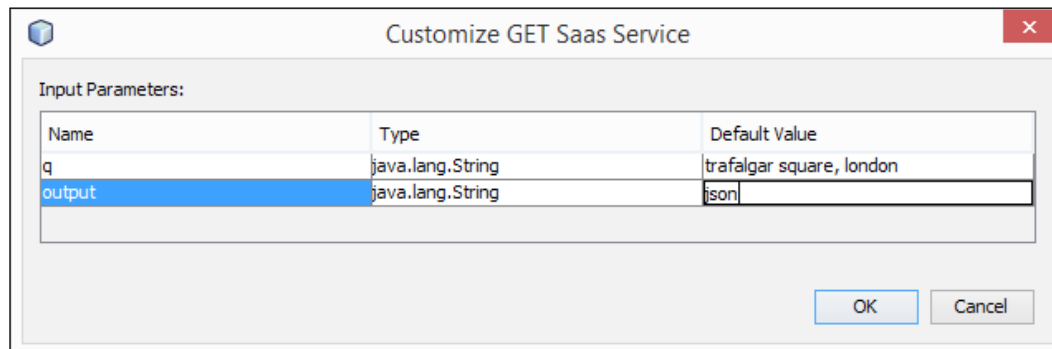 Customize GET Saas Service
Input Parameters:
Name Type Default Value
q java.lang.String trafalgar square, london
output java.lang.String json
OK Cancel